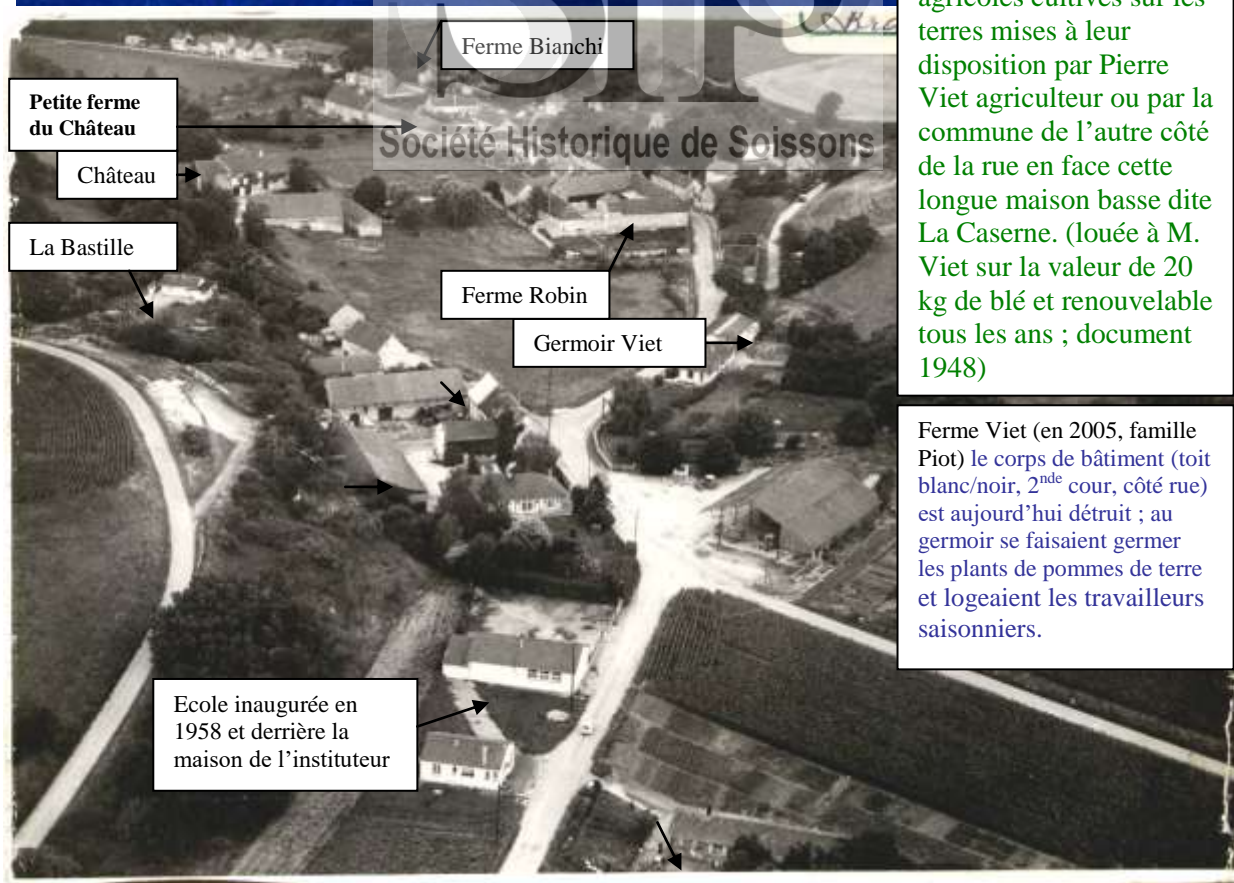 Ferme Bianchi
Petite ferme
du Château
Société Historique de Soissons
Château
La Bastille
Ferme Robin
Germoir Viet
Ecole inaugurée en
1958 et derrière la
maison de l’instituteur
agricoles cultivés sur les
terres mises à leur
disposition par Pierre
Viet agriculteur ou par la
commune de l’autre côté
de la rue en face cette
longue maison basse dite
La Caserne. (louée à M.
Viet sur la valeur de 20
kg de blé et renouvelable
tous les ans ; document
1948)
Ferme Viet (en 2005, famille
Piot) le corps de bâtiment (toit
blanc/noir, 2nde cour, côté rue)
est aujourd’hui détruit ; au
germoir se faisaient germer
les plants de pommes de terre
et logeaient les travailleurs
saisonniers.